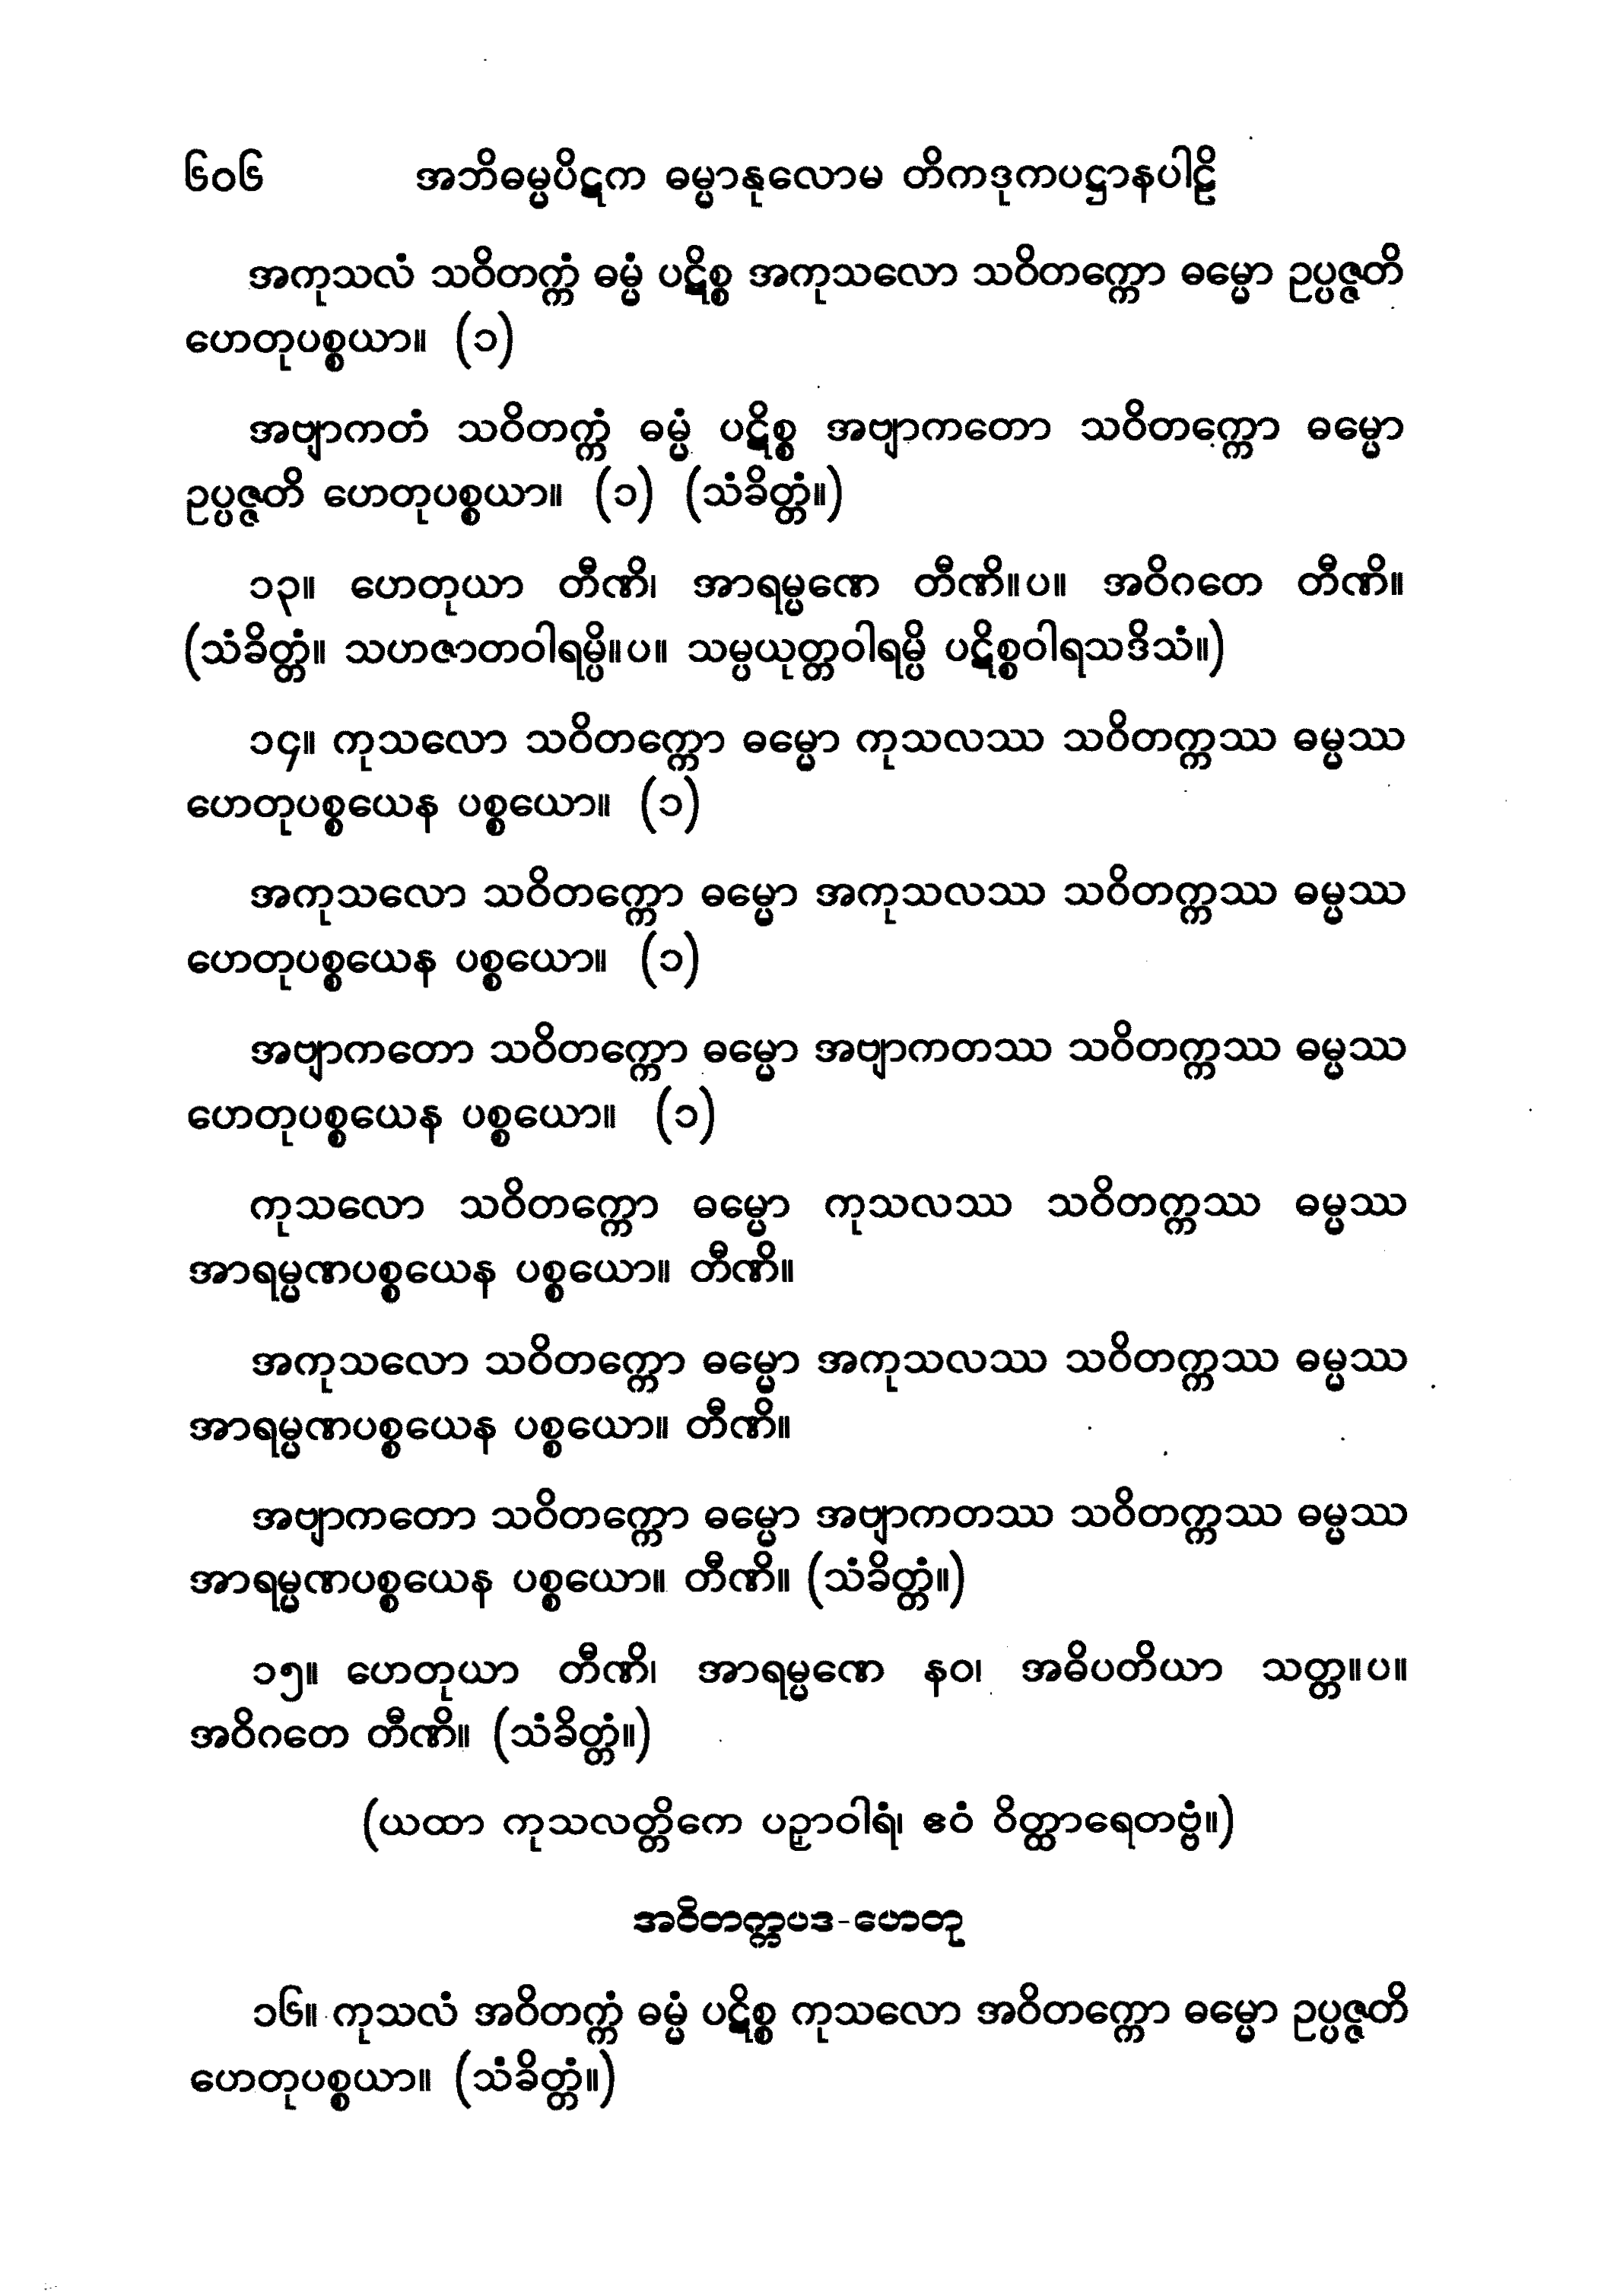 ၆၀၆ အဘိဓမ္မပိဋက ဓမ္မာနုလောမ တိကဒုကပဋ္ဌာနပါဠိ
အကုသလံ သဝိတက္ကံ ဓမ္မံ ပဋိစ္စ အကုသလော သဝိတက္ကော ဓမ္မော ဥပ္ပဇ္ဇတိ
ဟေတုပစ္စယာ။ (၁)
အဗျာကတံ သဝိတက္ကံ ဓမ္မံ ပဋိစ္စ အဗျာကတော သဝိတက္ကော ဓမ္မော
ဥပ္ပဇ္ဇတိ ဟေတုပစ္စယာ။ (၁) (သံခိတ္တံ။)
၁၃။ ဟေတုယာ တီဏိ၊ အာရမ္မဏေ တီဏိ။ပ။ အဝိဂတေ တီဏိ။
(သံခိတ္တံ။ သဟဇာတဝါရမ္ပိ။ပ။ သမ္ပယုတ္တဝါရမ္ပိ ပဋိစ္စဝါရသဒိသံ။)
၁၄။ ကုသလော သဝိတက္ကော ဓမ္မော ကုသလဿ သဝိတက္ကဿ ဓမ္မဿ
ဟေတုပစ္စယေန ပစ္စယော။ (၁)
အကုသလော သဝိတက္ကော ဓမ္မော အကုသလဿ သဝိတက္ကဿ ဓမ္မဿ
ဟေတုပစ္စယေန ပစ္စယော။ (၁)
အဗျာကတော သဝိတက္ကော ဓမ္မော အဗျာကတဿ သဝိတက္ကဿ ဓမ္မဿ
ဟေတုပစ္စယေန ပစ္စယော။ (၁)
ကုသလော သဝိတက္ကော ဓမ္မော ကုသလဿ သဝိတက္ကဿ ဓမ္မဿ
အာရမ္မဏပစ္စယေန ပစ္စယော။ တီဏိ။
အကုသလော သဝိတက္ကော ဓမ္မော အကုသလဿ သဝိတက္ကဿ ဓမ္မဿ
အာရမ္မဏပစ္စယေန ပစ္စယော။ တီဏိ။
အဗျာကတော သဝိတက္ကော ဓမ္မော အဗျာကတဿ သဝိတက္ကဿ ဓမ္မဿ
အာရမ္မဏပစ္စယေန ပစ္စယော။ တီဏိ။ (သံခိတ္တံ။)
၁၅။ ဟေတုယာ တီဏိ၊ အာရမ္မဏေ နဝ၊ အဓိပတိယာ သတ္တ။ပ။
အဝိဂတေ တီဏိ။ (သံခိတ္တံ။)
(ယထာ ကုသလတ္တိကေ ပဉှာဝါရံ၊ ဧဝံ ဝိတ္ထာရေတဗ္ဗံ။)
အဝိတက္ကပဒ-ဟေတု
၁၆။ ကုသလံ အဝိတက္ကံ ဓမ္မံ ပဋိစ္စ ကုသလော အဝိတက္ကော ဓမ္မော ဥပ္ပဇ္ဇတိ
ဟေတုပစ္စယာ။ (သံခိတ္တံ။)